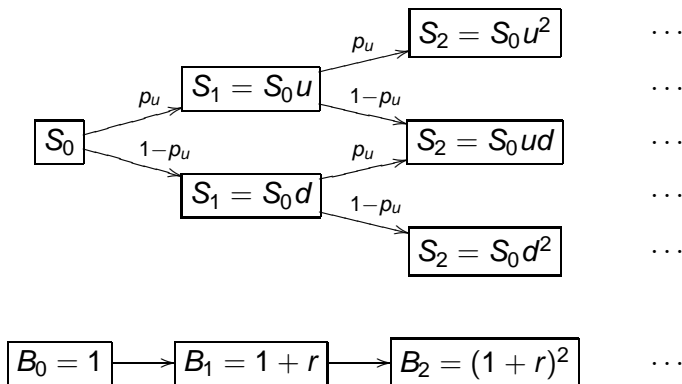 p_u S_2 = S_0u^2 ···
S_1 = S_0u ···
p_u 1−p_u
S_0 S_2 = S_0ud ···
1−p_u p_u
S_1 = S_0d ···
1−p_u
S_2 = S_0d^2 ···
B_0 = 1 B_1 = 1 + r B_2 = (1 + r)^2 ···